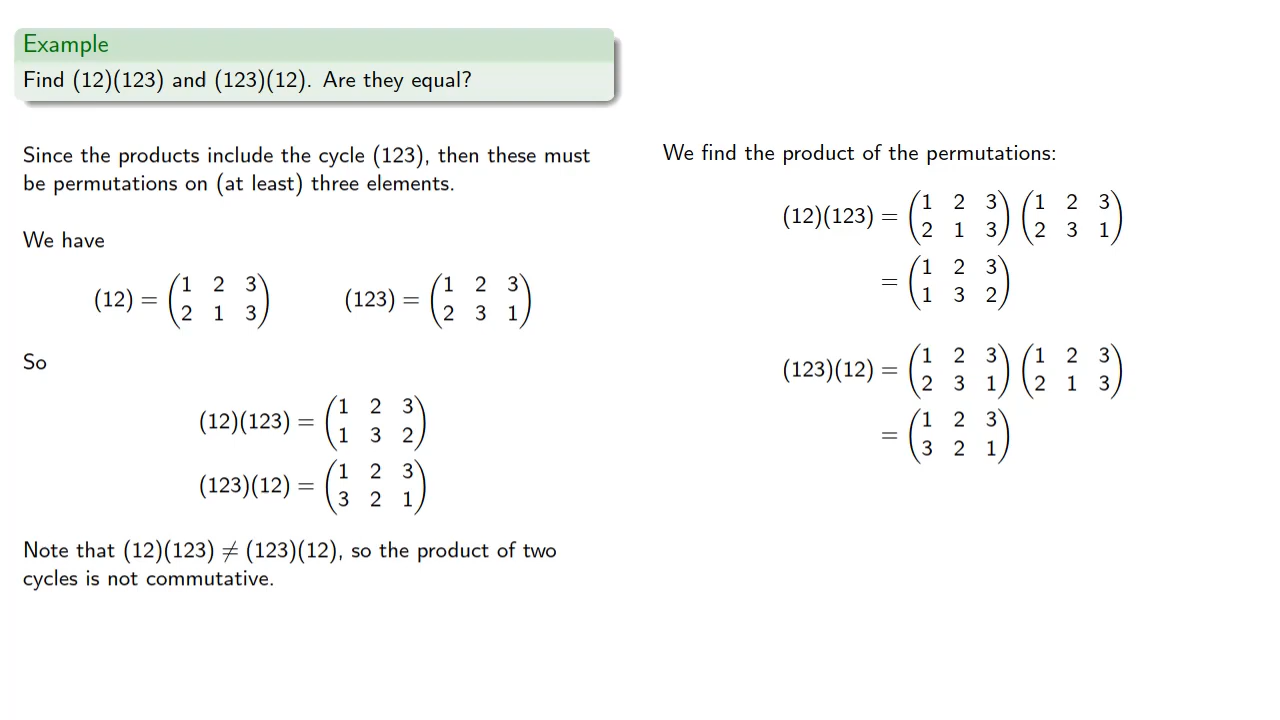 Example
Find (12)(123) and (123)(12). Are they equal?
Since the products include the cycle (123), then these must
be permutations on (at least) three elements.
We have
(12) = (1 2 3
2 1 3)
(123) = (1 2 3
2 3 1)
So
(12)(123) = (1 2 3
1 3 2)
(123)(12) = (1 2 3
3 2 1)
Note that (12)(123) ≠ (123)(12), so the product of two
cycles is not commutative.
We find the product of the permutations:
(12)(123) = (1 2 3
2 1 3) (1 2 3
2 3 1)
= (1 2 3
1 3 2)
(123)(12) = (1 2 3
2 3 1) (1 2 3
2 1 3)
= (1 2 3
3 2 1)